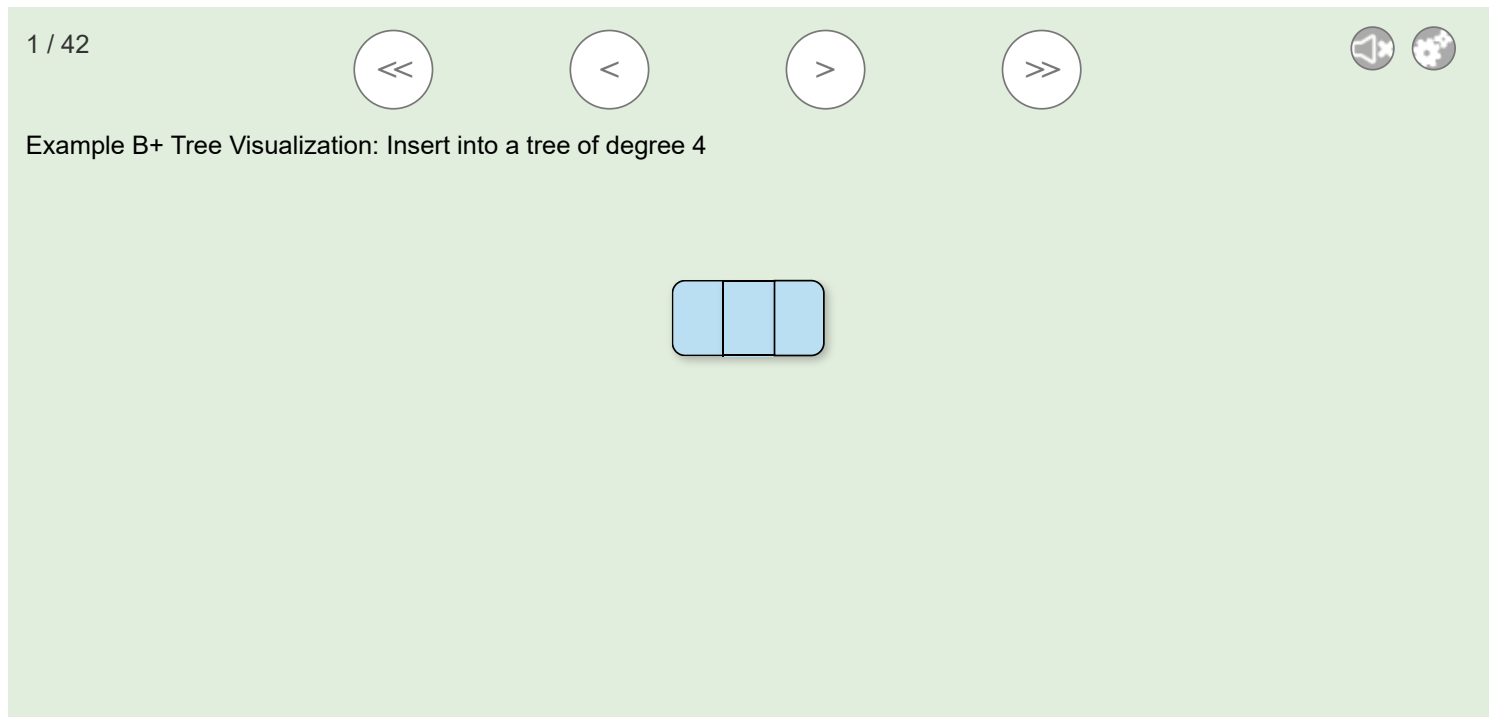 1 / 42
<<
<
>
>>
Example B+ Tree Visualization: Insert into a tree of degree 4